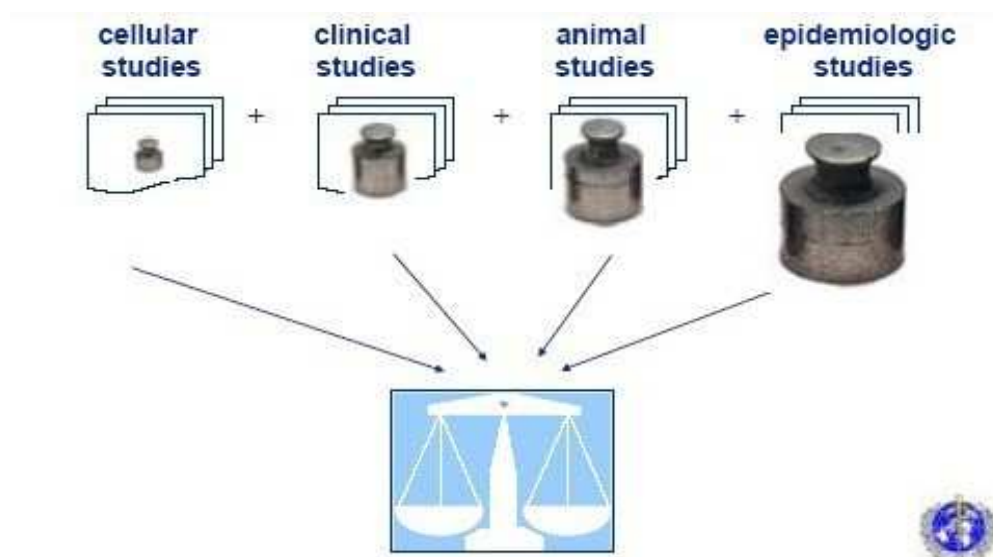 cellular
studies
+
clinical
studies
+
animal
studies
+
epidemiologic
studies